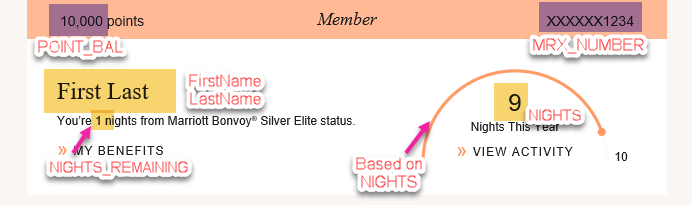 10,000 points
Member
XXXXXX1234
POINT_BAL
MRX_NUMBER
First Last
FirstName
LastName
You're 1 nights from Marriott Bonvoy® Silver Elite status.
» MY BENEFITS
NIGHTS_REMAINING
9
NIGHTS
Nights This Year
» VIEW ACTIVITY
10
Based on
NIGHTS